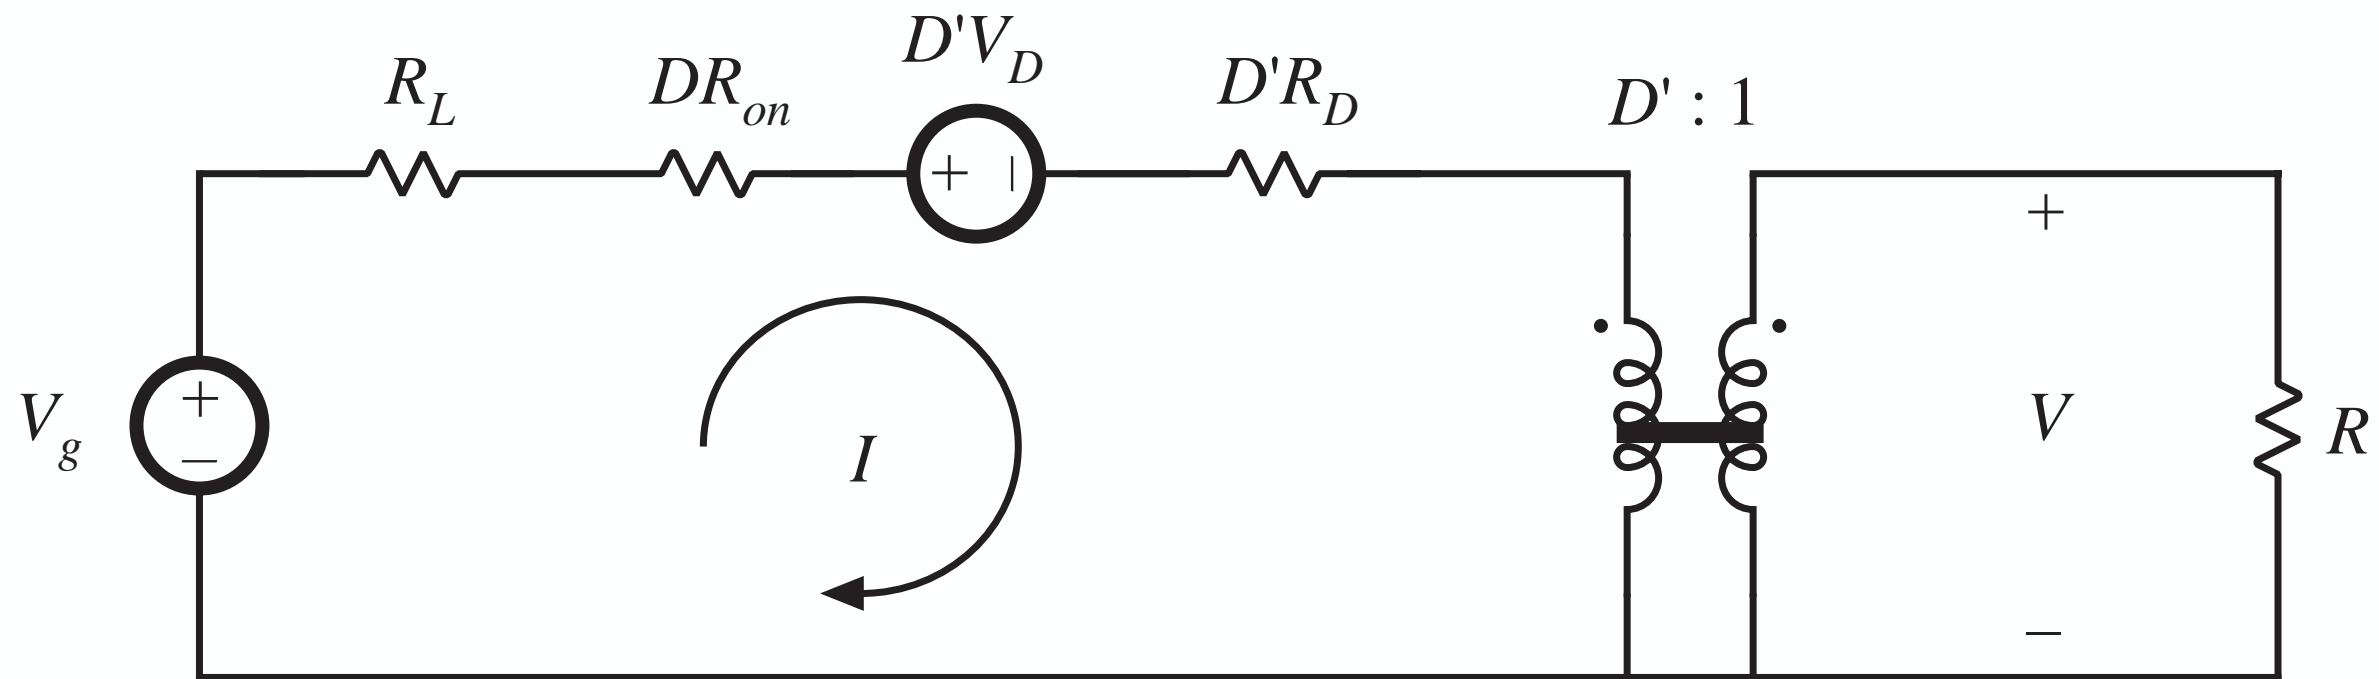 R_L
DR_on
D'V_D
D'R_D
D' : 1
V_g
+
−
+
−
I
+
V
−
R